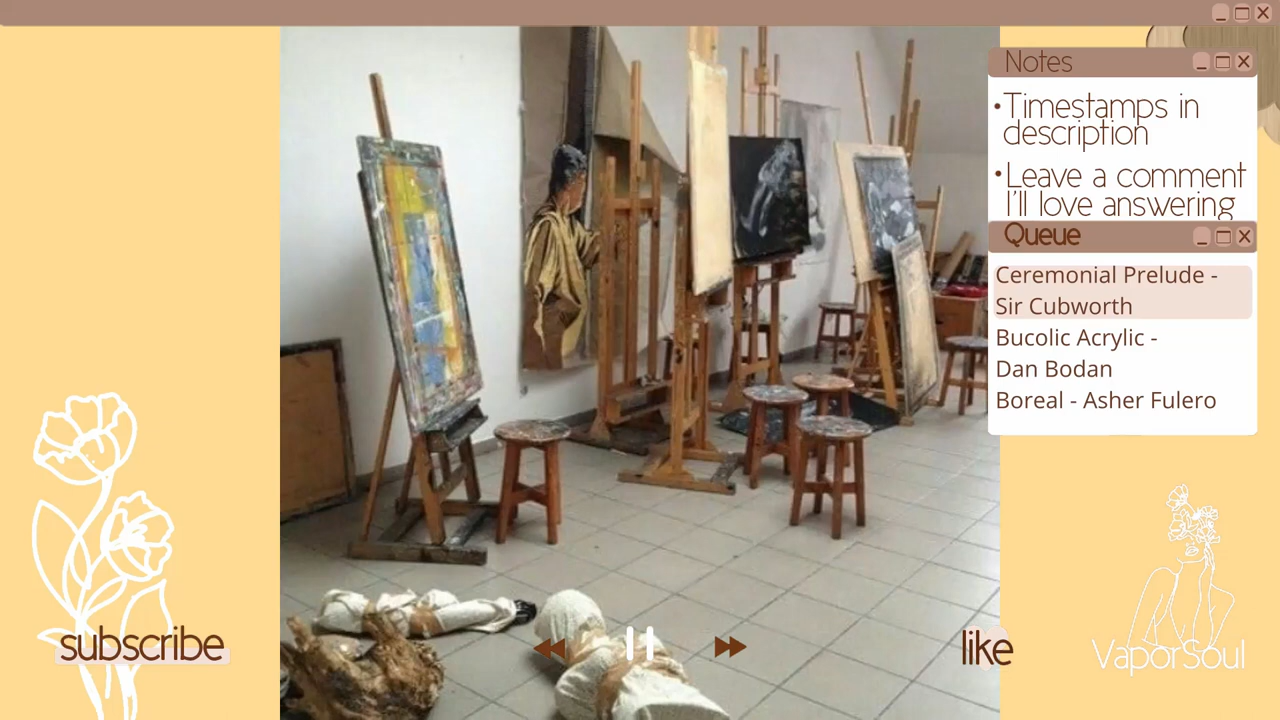 Notes
•Timestamps in
description
•Leave a comment
I'll love answering
Queue
Ceremonial Prelude -
Sir Cubworth
Bucolic Acrylic -
Dan Bodan
Boreal - Asher Fulero
subscribe
like
VaporSoul